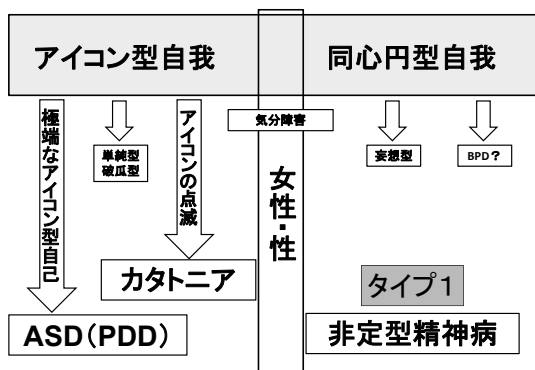 アイコン型自我
同心円型自我
極端なアイコン型自己
単純型
破瓜型
アイコンの点滅
気分障害
妄想型
BPD？
女性・性
カタトニア
タイプ１
ASD（PDD）
非定型精神病